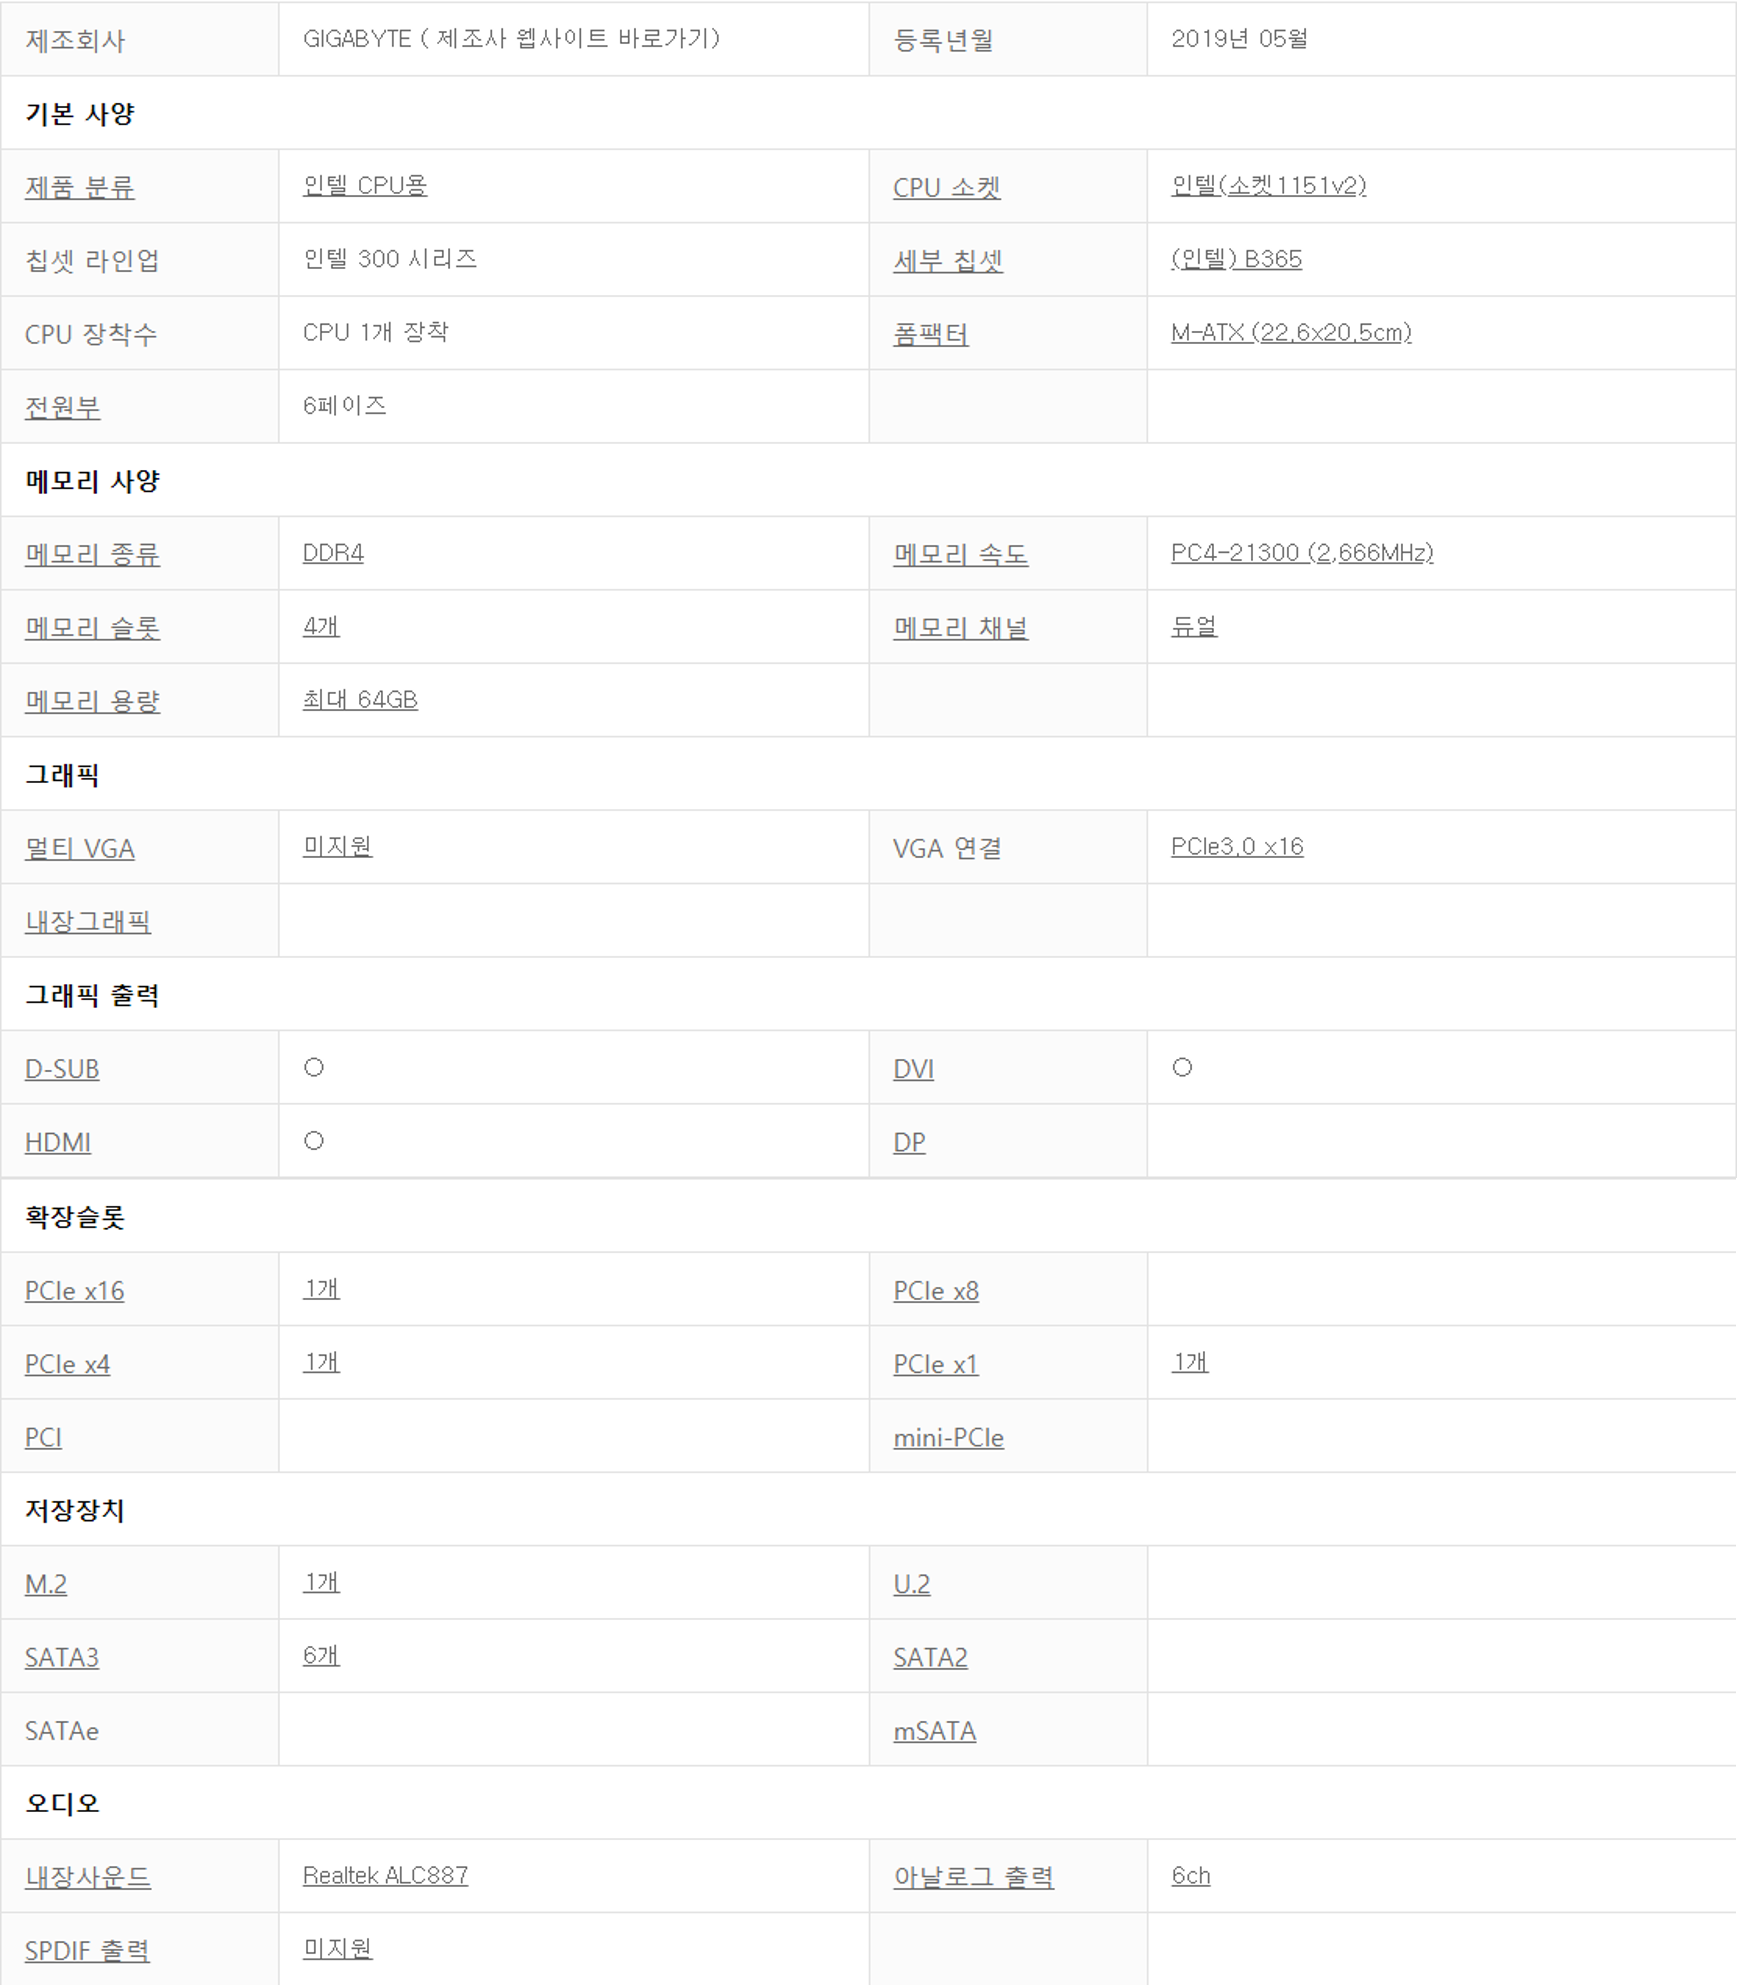 제조회사 GIGABYTE ( 제조사 웹사이트 바로가기) 등록년월 2019년 05월
기본 사양
제품 분류 인텔 CPU용 CPU 소켓 인텔(소켓1151v2)
칩셋 라인업 인텔 300 시리즈 세부 칩셋 (인텔) B365
CPU 장착수 CPU 1개 장착 폼팩터 M-ATX (22.6x20.5cm)
전원부 6페이즈
메모리 사양
메모리 종류 DDR4 메모리 속도 PC4-21300 (2,666MHz)
메모리 슬롯 4개 메모리 채널 듀얼
메모리 용량 최대 64GB
그래픽
멀티 VGA 미지원 VGA 연결 PCIe3.0 x16
내장그래픽
그래픽 출력
D-SUB ○ DVI ○
HDMI ○ DP
확장슬롯
PCIe x16 1개 PCIe x8
PCIe x4 1개 PCIe x1 1개
PCI mini-PCIe
저장장치
M.2 1개 U.2
SATA3 6개 SATA2
SATAe mSATA
오디오
내장사운드 Realtek ALC887 아날로그 출력 6ch
SPDIF 출력 미지원